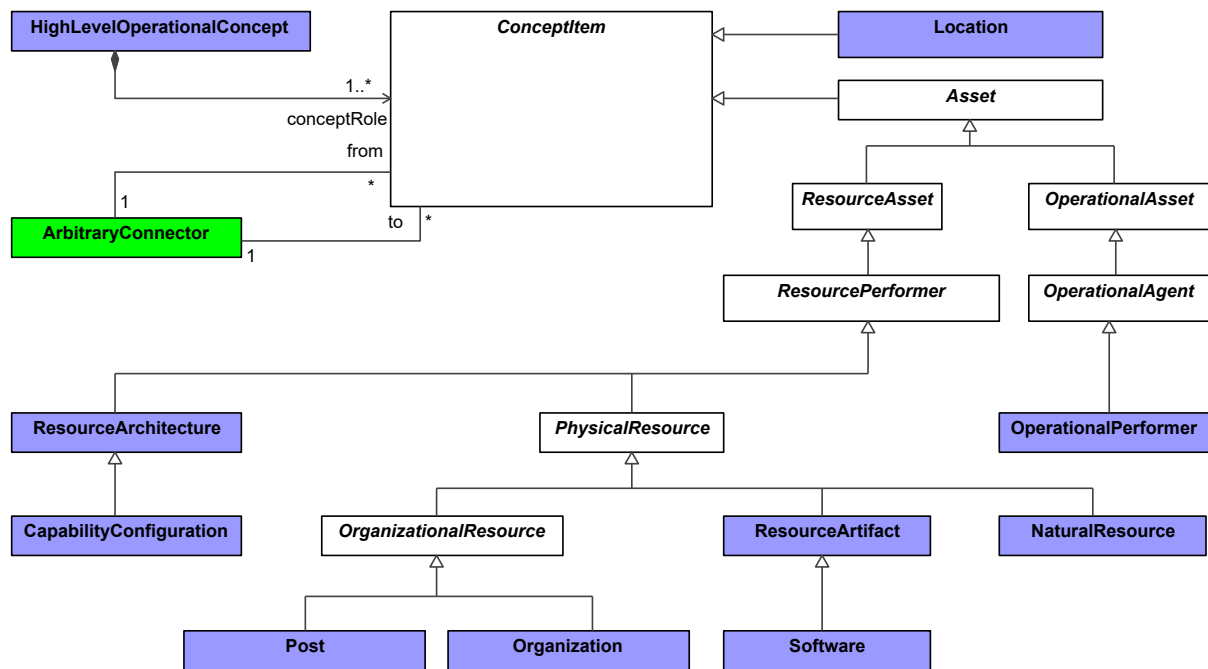 HighLevelOperationalConcept
ConceptItem
Location
1..*
conceptRole
Asset
from
*
1
ResourceAsset
OperationalAsset
to
*
ArbitraryConnector
1
ResourcePerformer
OperationalAgent
ResourceArchitecture
PhysicalResource
OperationalPerformer
CapabilityConfiguration
OrganizationalResource
ResourceArtifact
NaturalResource
Post
Organization
Software